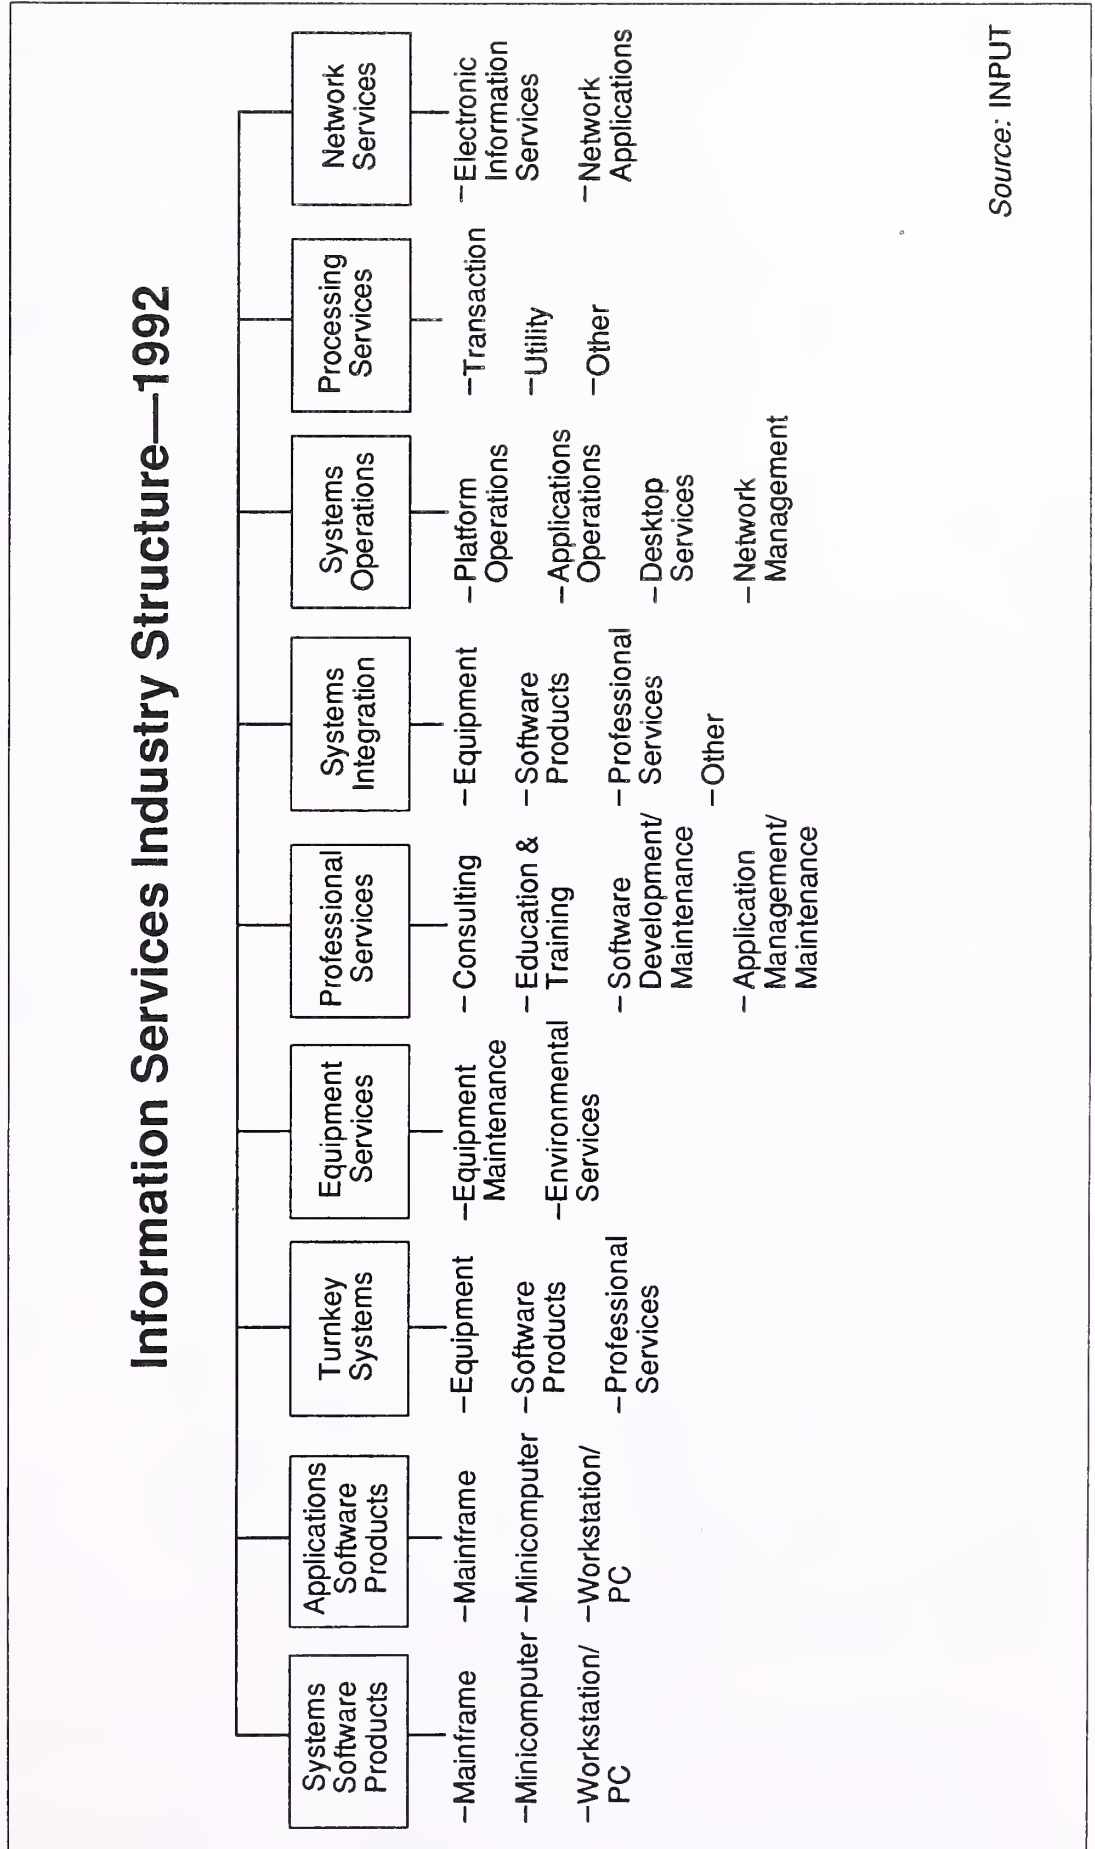 Information Services Industry Structure—1992
Systems
Software
Products
–Mainframe
–Minicomputer
–Workstation/
PC
Applications
Software
Products
–Mainframe
–Minicomputer
–Workstation/
PC
Turnkey
Systems
–Equipment
–Software
Products
–Professional
Services
Equipment
Services
–Equipment
Maintenance
–Environmental
Services
Professional
Services
– Consulting
– Education &
Training
– Software
Development/
Maintenance
– Application
Management/
Maintenance
Systems
Integration
–Equipment
–Software
Products
–Professional
Services
–Other
Systems
Operations
–Platform
Operations
–Applications
Operations
–Desktop
Services
–Network
Management
Processing
Services
–Transaction
–Utility
–Other
Network
Services
–Electronic
Information
Services
–Network
Applications
Source: INPUT